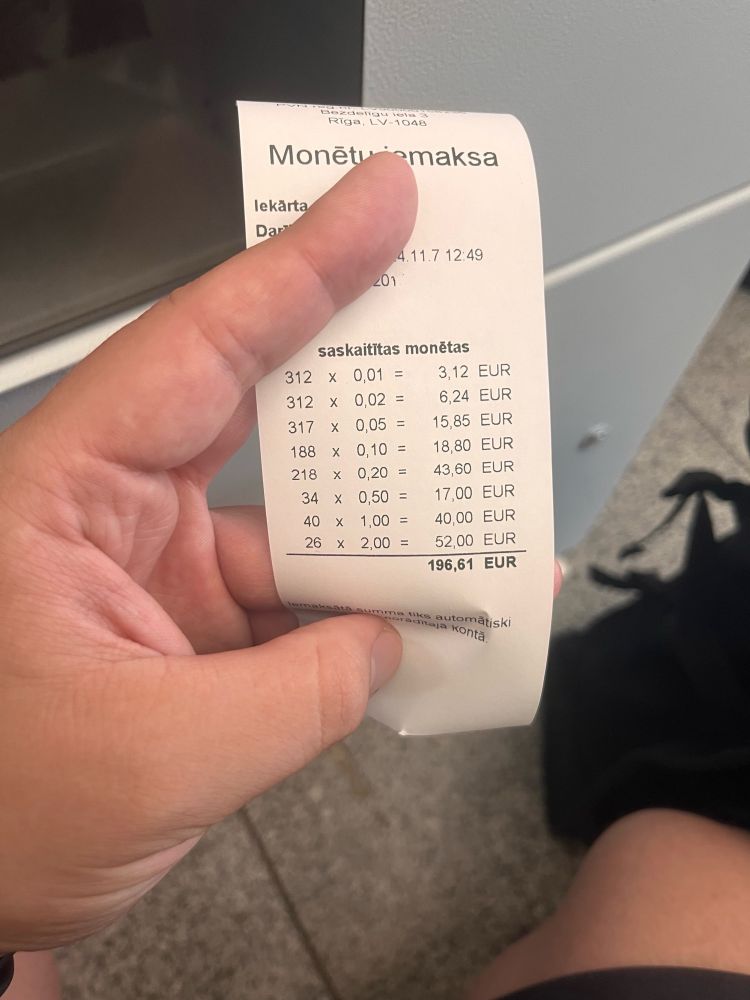 Bezdelīgu iela 3
Rīga, LV-1048
Monētu iemaksa
Iekārta
4.11.7 12:49
saskaitītas monētas
312 x 0,01 = 3,12 EUR
312 x 0,02 = 6,24 EUR
317 x 0,05 = 15,85 EUR
188 x 0,10 = 18,80 EUR
218 x 0,20 = 43,60 EUR
34 x 0,50 = 17,00 EUR
40 x 1,00 = 40,00 EUR
26 x 2,00 = 52,00 EUR
196,61 EUR
Iemaksātā summa tiks automātiski
norādītajā kontā.